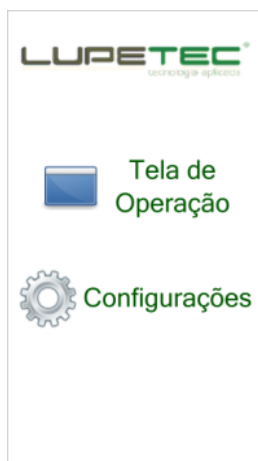 LUPETEC®
tecnologia aplicada
Tela de
Operação
Configurações